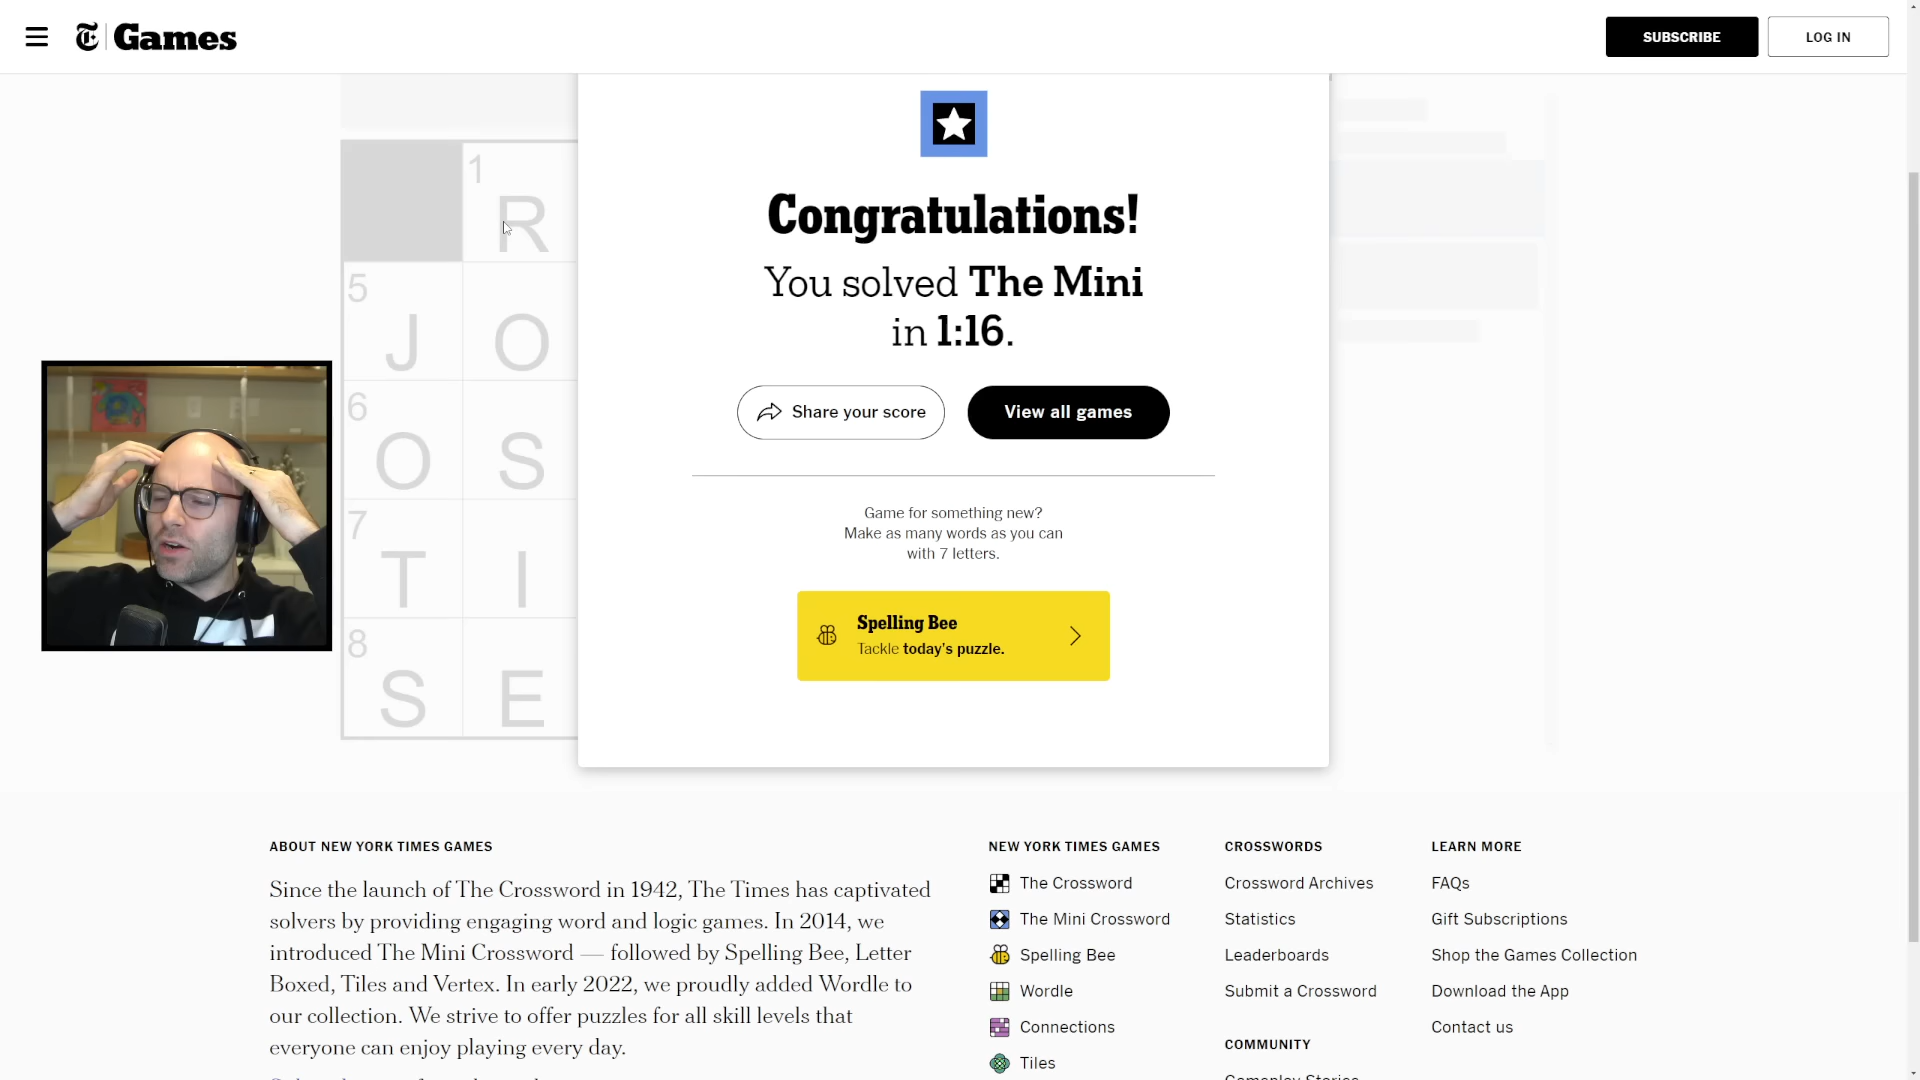 Games
SUBSCRIBE
LOG IN
1
R
5
J O
6
O S
7
T I
8
S E
Congratulations!
You solved The Mini
in 1:16.
Share your score
View all games
Game for something new?
Make as many words as you can
with 7 letters.
Spelling Bee
Tackle today's puzzle.
ABOUT NEW YORK TIMES GAMES
Since the launch of The Crossword in 1942, The Times has captivated
solvers by providing engaging word and logic games. In 2014, we
introduced The Mini Crossword — followed by Spelling Bee, Letter
Boxed, Tiles and Vertex. In early 2022, we proudly added Wordle to
our collection. We strive to offer puzzles for all skill levels that
everyone can enjoy playing every day.
NEW YORK TIMES GAMES
The Crossword
The Mini Crossword
Spelling Bee
Wordle
Connections
Tiles
CROSSWORDS
Crossword Archives
Statistics
Leaderboards
Submit a Crossword
COMMUNITY
LEARN MORE
FAQs
Gift Subscriptions
Shop the Games Collection
Download the App
Contact us